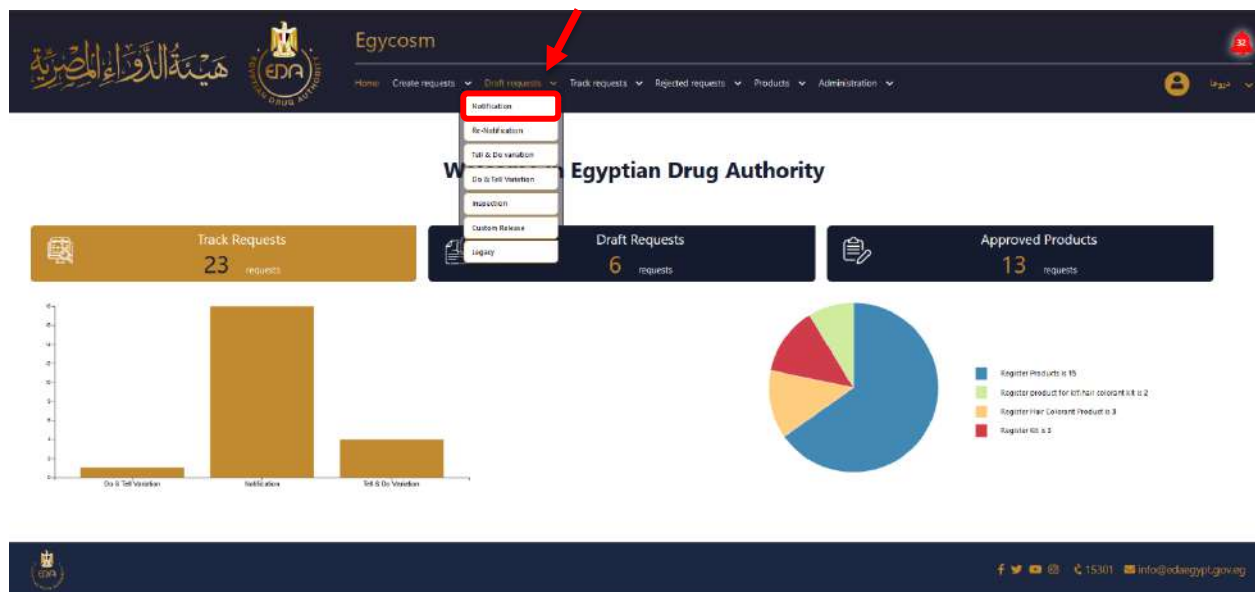 هيئة الدواء المصرية
EDA
EGYPTIAN DRUG AUTHORITY
Egycosm
32
Home Create requests Draft requests Track requests Rejected requests Products Administration
Notification
Re-Notification
Tell & Do variation
Do & Tell Variation
Inspection
Custom Release
Legacy
Egyptian Drug Authority
Track Requests
23 requests
Draft Requests
6 requests
Approved Products
13 requests
Do & Tell Variation Notification Tell & Do Variation
Register Products is 15
Register product for kit\hair colorant kit is 2
Register Hair Colorant Product is 3
Register Kit is 3
EDA
15301 info@edaegypt.gov.eg